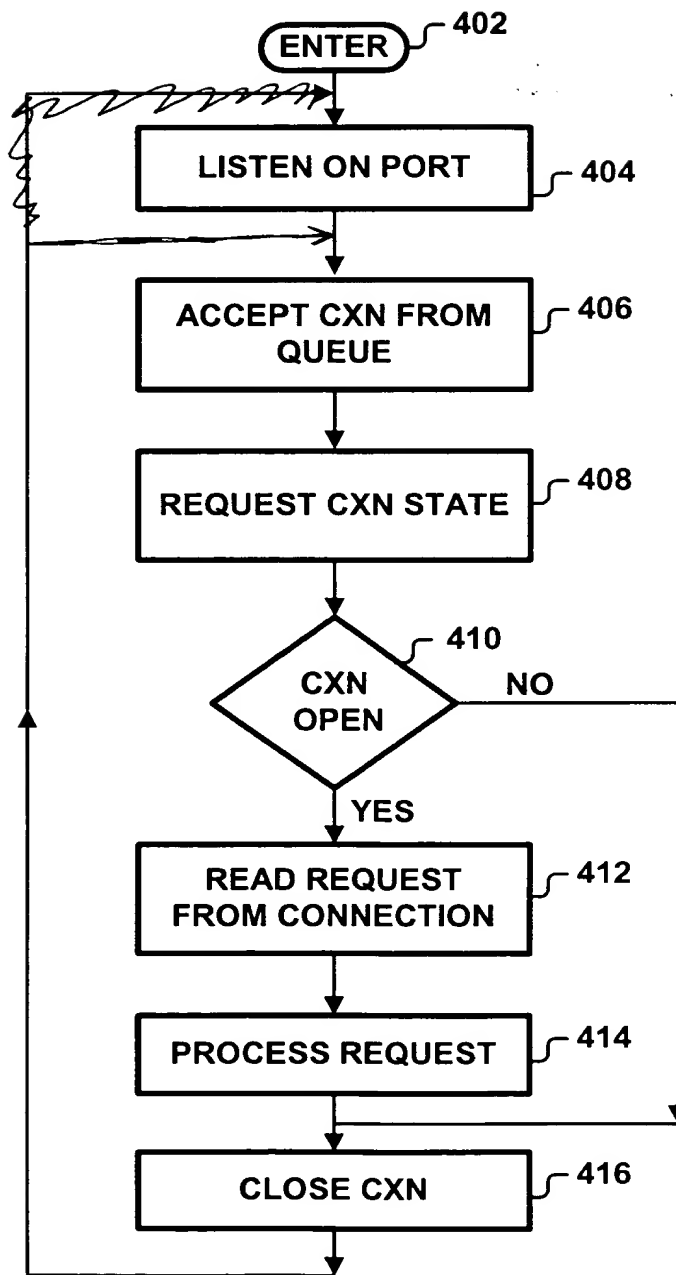 ENTER
402
LISTEN ON PORT
404
ACCEPT CXN FROM
QUEUE
406
REQUEST CXN STATE
408
410
CXN
OPEN
NO
YES
READ REQUEST
FROM CONNECTION
412
PROCESS REQUEST
414
CLOSE CXN
416